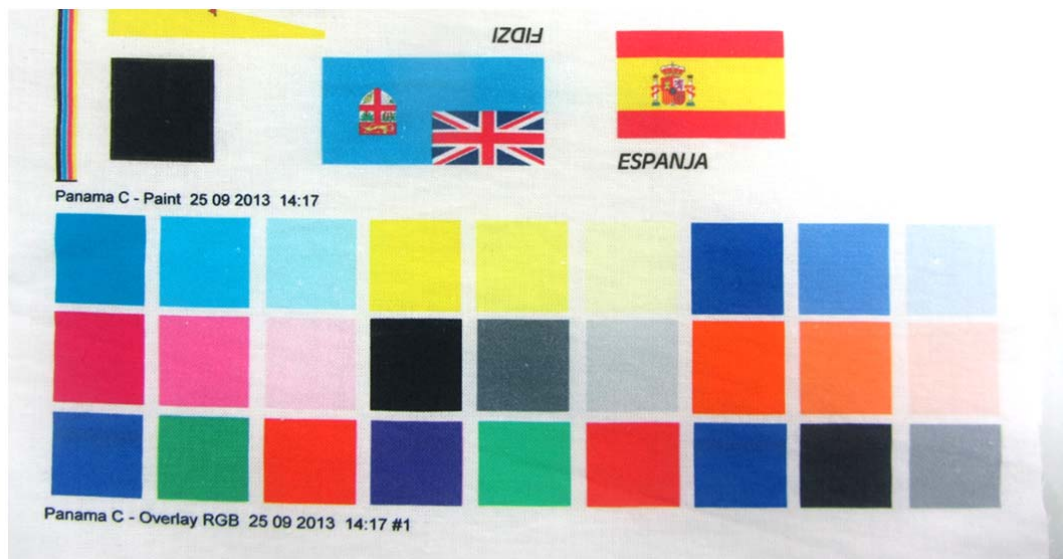 FIDZI
ESPANJA
Panama C - Paint 25 09 2013 14:17
Panama C - Overlay RGB 25 09 2013 14:17 #1